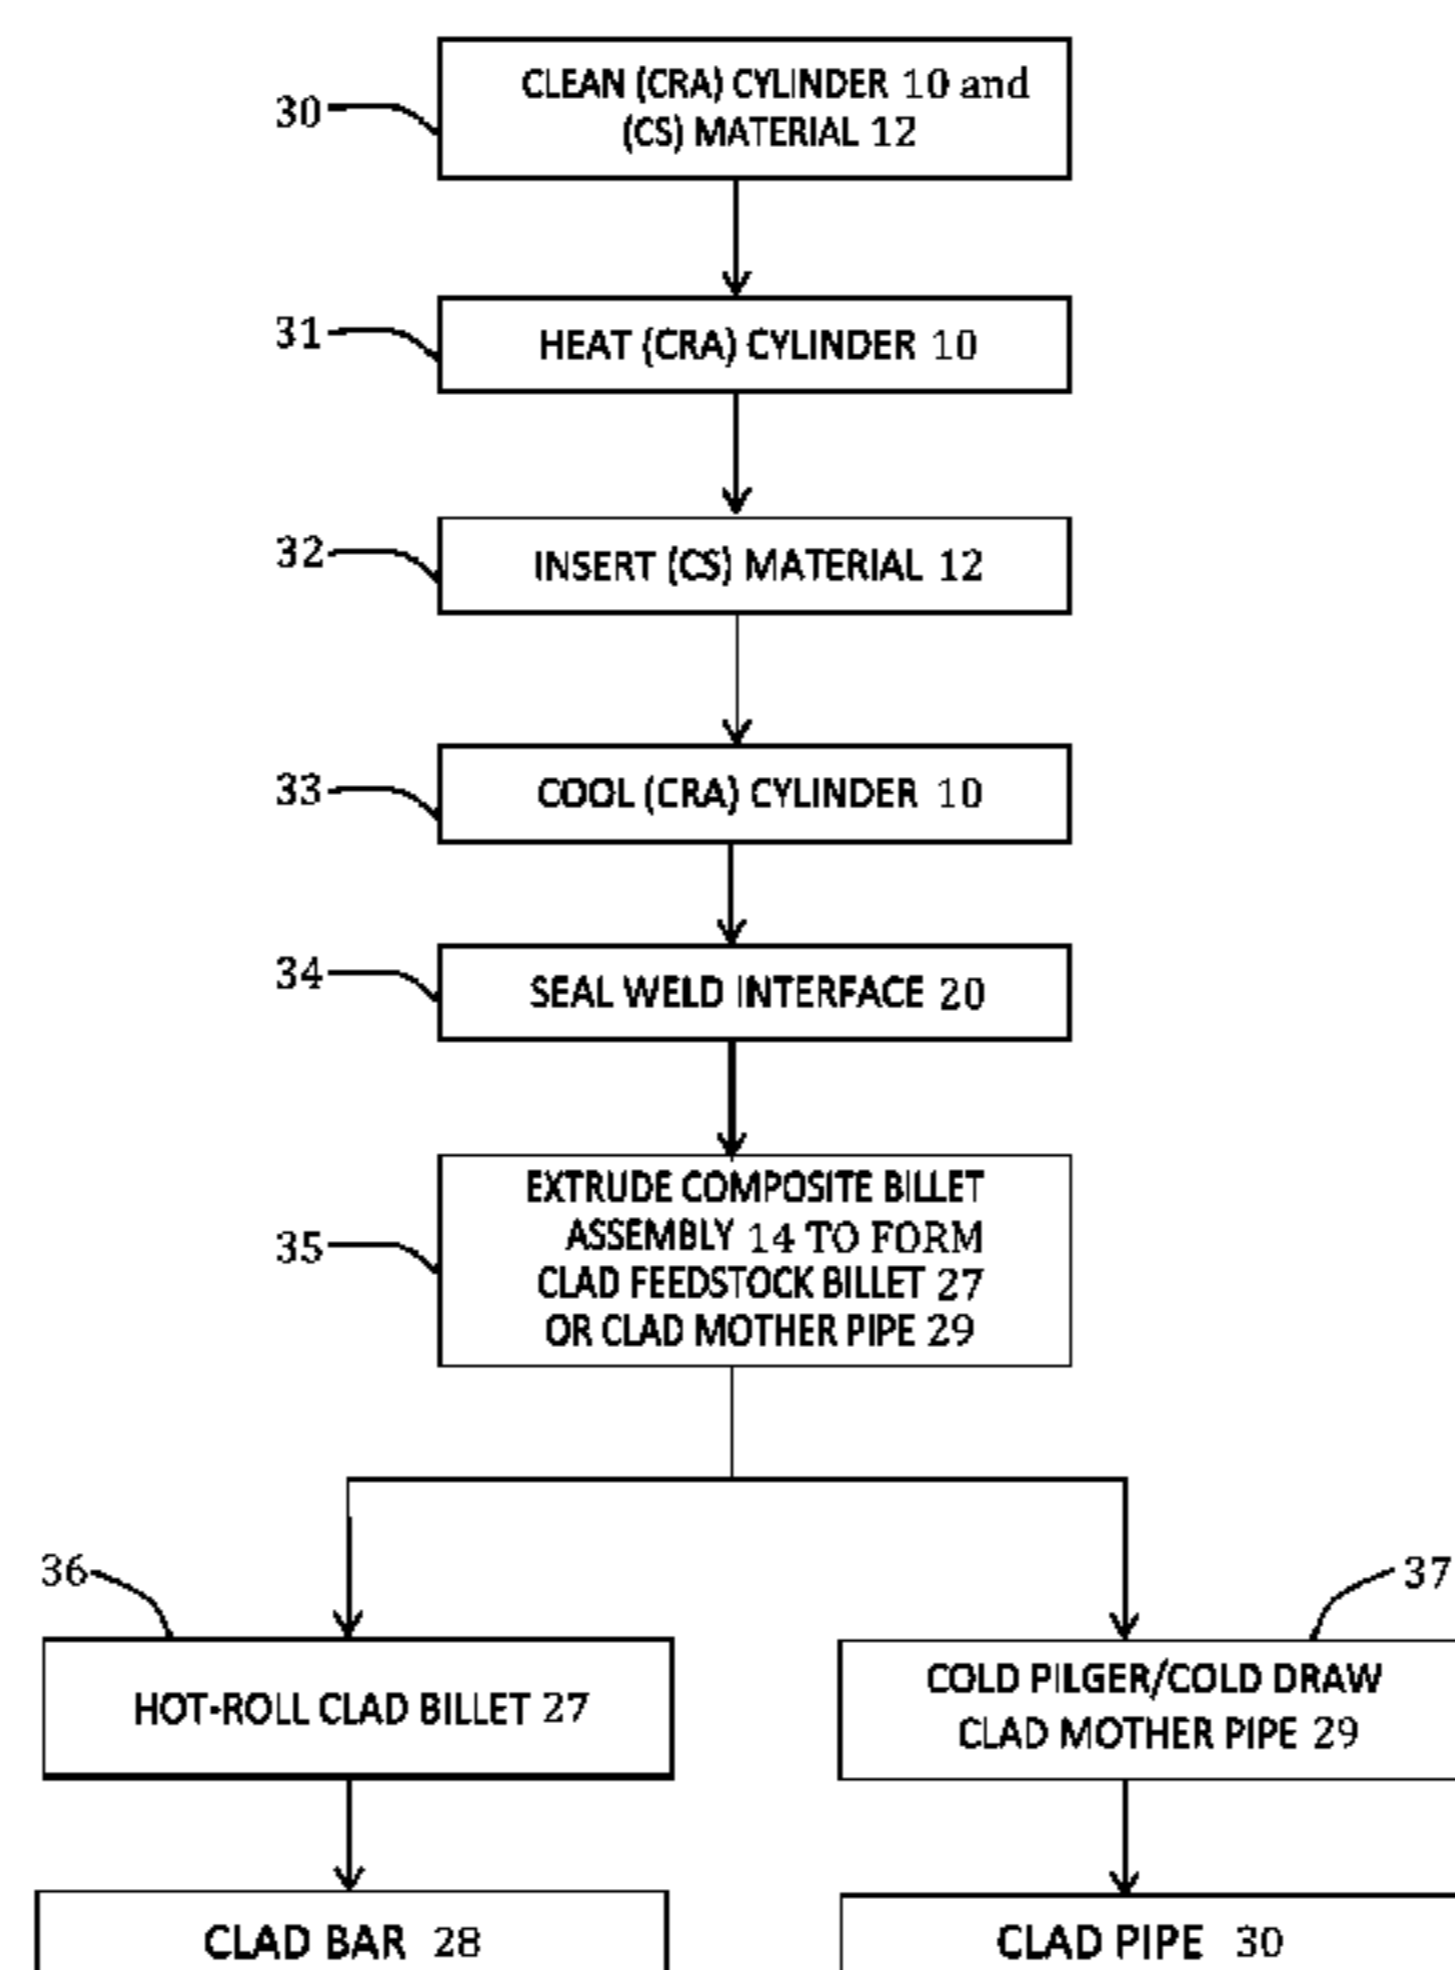 30
CLEAN (CRA) CYLINDER 10 and
(CS) MATERIAL 12
31
HEAT (CRA) CYLINDER 10
32
INSERT (CS) MATERIAL 12
33
COOL (CRA) CYLINDER 10
34
SEAL WELD INTERFACE 20
35
EXTRUDE COMPOSITE BILLET
ASSEMBLY 14 TO FORM
CLAD FEEDSTOCK BILLET 27
OR CLAD MOTHER PIPE 29
36
HOT-ROLL CLAD BILLET 27
37
COLD PILGER/COLD DRAW
CLAD MOTHER PIPE 29
CLAD BAR 28
CLAD PIPE 30